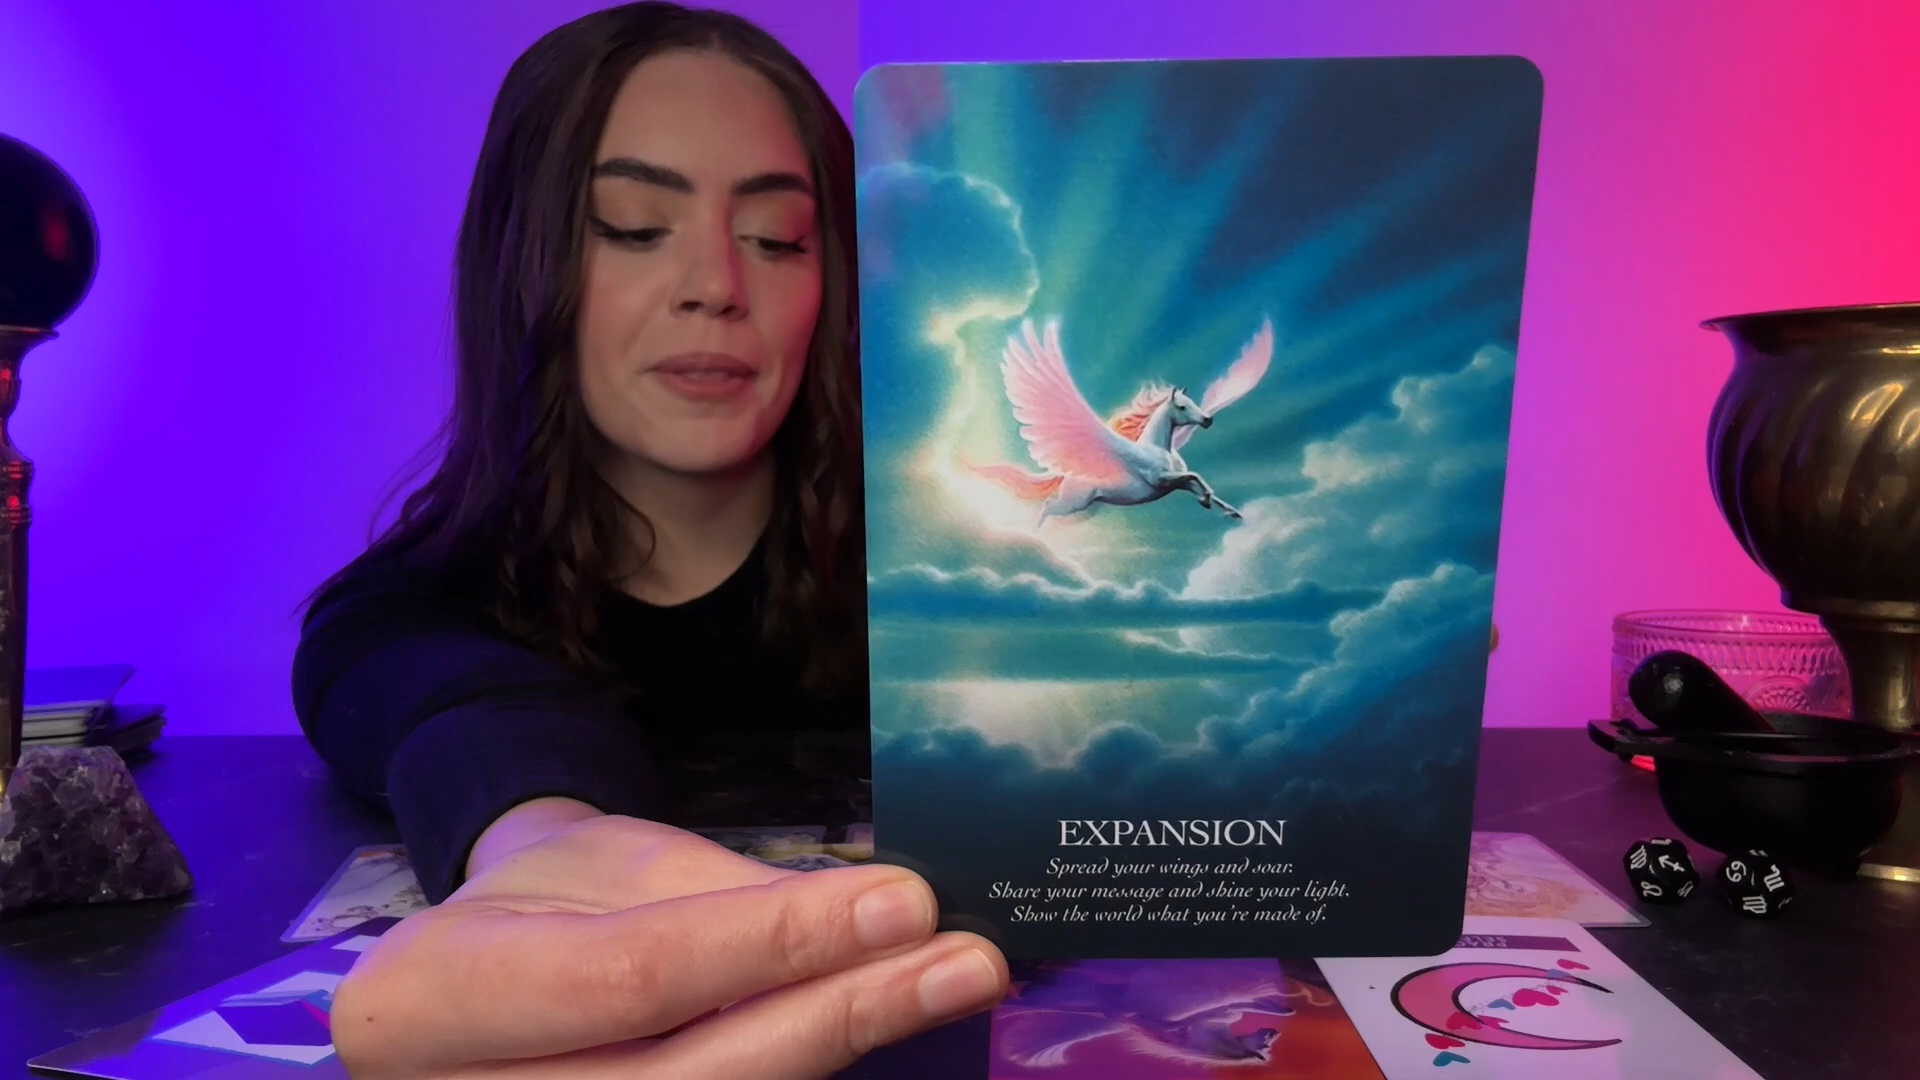 EXPANSION
Spread your wings and soar.
Share your message and shine your light.
Show the world what you're made of.